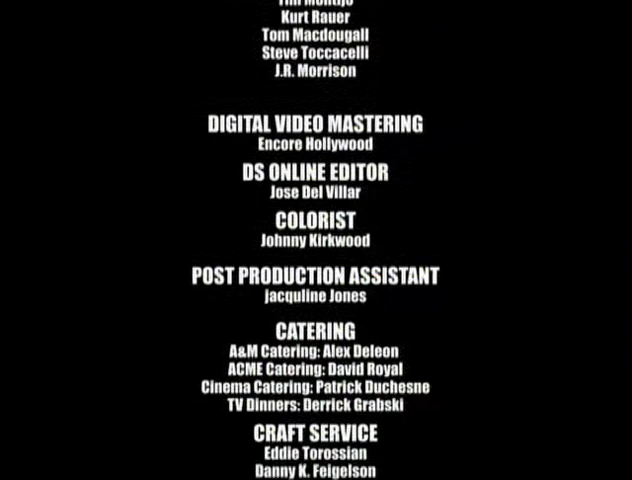 Tim Montijo
Kurt Rauer
Tom Macdougall
Steve Toccacelli
J.R. Morrison
DIGITAL VIDEO MASTERING
Encore Hollywood
DS ONLINE EDITOR
Jose Del Villar
COLORIST
Johnny Kirkwood
POST PRODUCTION ASSISTANT
Jacquline Jones
CATERING
A&M Catering: Alex Deleon
ACME Catering: David Royal
Cinema Catering: Patrick Duchesne
TV Dinners: Derrick Grabski
CRAFT SERVICE
Eddie Torossian
Danny K. Feigelson